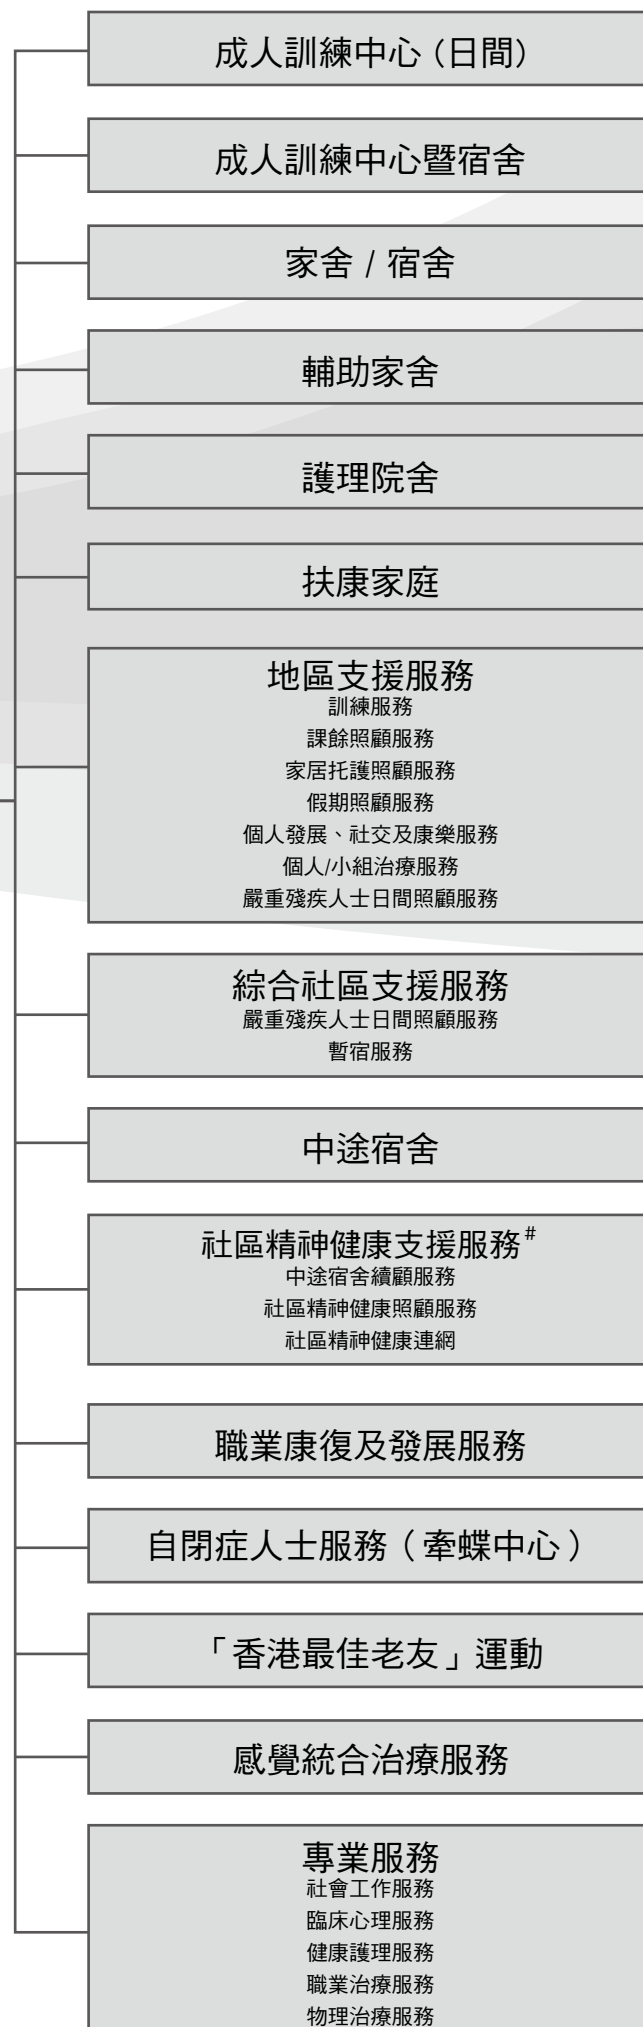 成人訓練中心 (日間)
成人訓練中心暨宿舍
家舍 / 宿舍
輔助家舍
護理院舍
扶康家庭
地區支援服務
訓練服務
課餘照顧服務
家居托護照顧服務
假期照顧服務
個人發展、社交及康樂服務
個人/小組治療服務
嚴重殘疾人士日間照顧服務
綜合社區支援服務
嚴重殘疾人士日間照顧服務
暫宿服務
中途宿舍
社區精神健康支援服務#
中途宿舍續顧服務
社區精神健康照顧服務
社區精神健康連網
職業康復及發展服務
自閉症人士服務（牽蝶中心）
「香港最佳老友」運動
感覺統合治療服務
專業服務
社會工作服務
臨床心理服務
健康護理服務
職業治療服務
物理治療服務